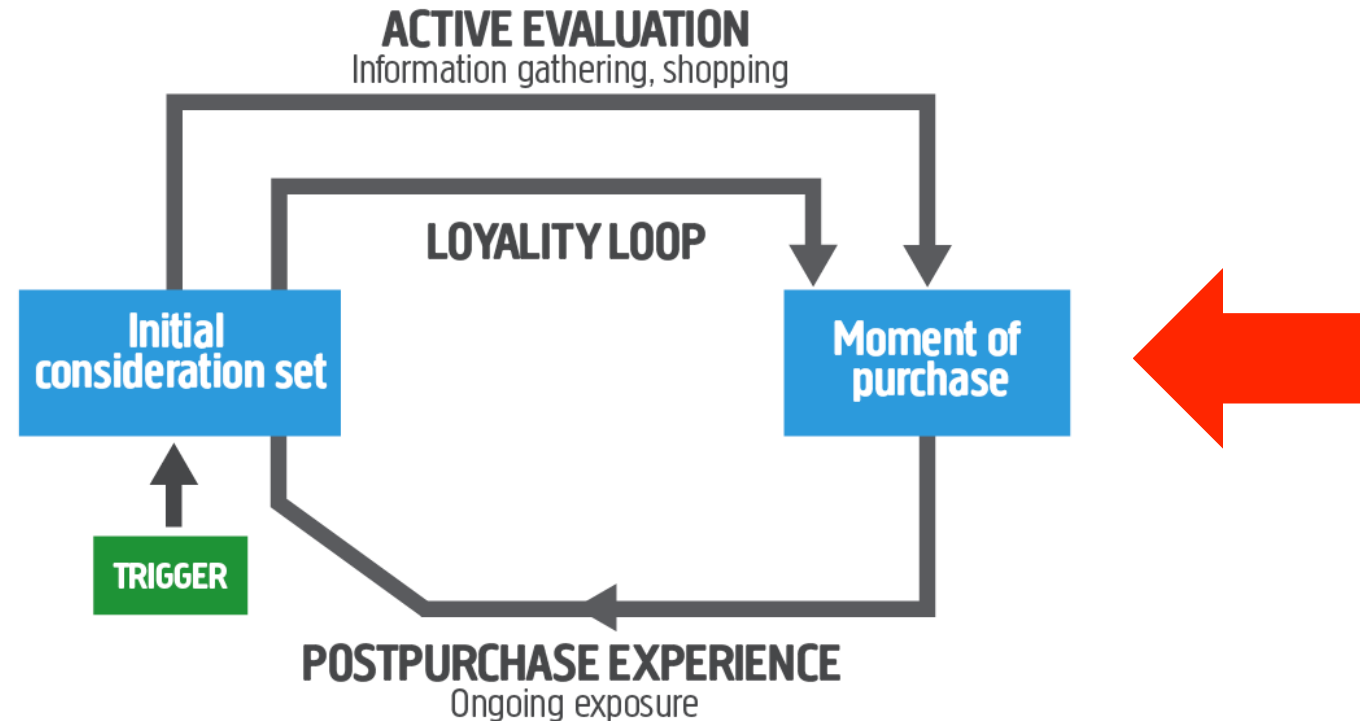 ACTIVE EVALUATION
Information gathering, shopping
LOYALITY LOOP
Initial
consideration set
Moment of
purchase
TRIGGER
POSTPURCHASE EXPERIENCE
Ongoing exposure